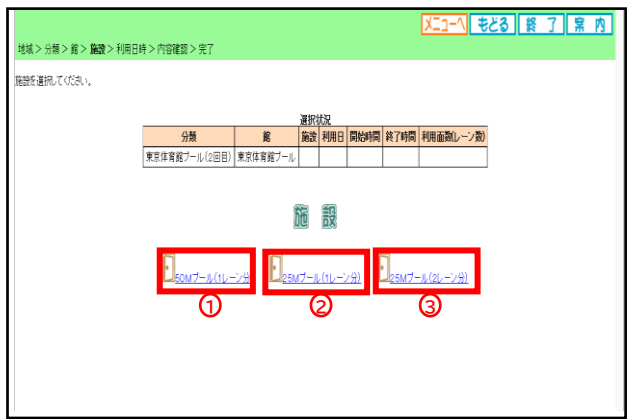 メニューへ もどる 終 了 案 内
地域 > 分類 > 館 > 施設 > 利用日時 > 内容確認 > 完了
施設を選択してください。
選択状況
分類 館 施設 利用日 開始時間 終了時間 利用面数(レーン数)
東京体育館プール(2回目) 東京体育館プール
施 設
50Mプール(1レーン分 25Mプール(1レーン分) 25Mプール(2レーン分)
① ② ③